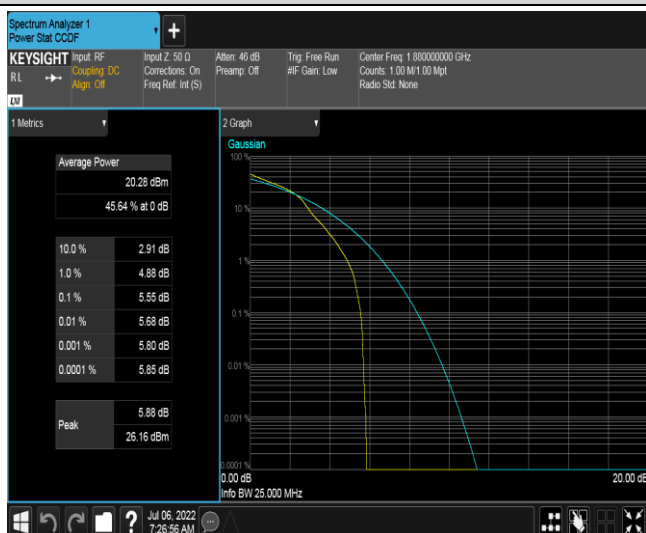 Spectrum Analyzer 1
Power Stat CCDF
KEYSIGHT
RL
LXI
Input: RF
Coupling: DC
Align: Off
Input Z: 50 Ω
Corrections: On
Freq Ref: Int (S)
Atten: 46 dB
Preamp: Off
Trig: Free Run
#IF Gain: Low
Center Freq: 1.880000000 GHz
Counts: 1.00 M/1.00 Mpt
Radio Std: None
1 Metrics
Average Power
20.28 dBm
45.64 % at 0 dB
10.0 % 2.91 dB
1.0 % 4.88 dB
0.1 % 5.55 dB
0.01 % 5.68 dB
0.001 % 5.80 dB
0.0001 % 5.85 dB
Peak
5.88 dB
26.16 dBm
2 Graph
Gaussian
100 %
10 %
1 %
0.1 %
0.01 %
0.001 %
0.0001 %
0.00 dB
20.00 dB
Info BW 25.000 MHz
Jul 06, 2022
7:26:56 AM